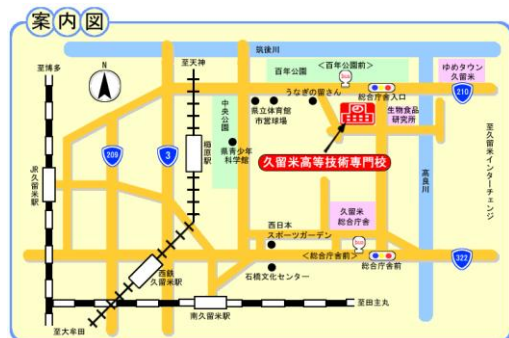 案内図
筑後川
至博多
N
至天神
百年公園
＜百年公園前＞
Bus
ゆめタウン
久留米
うなぎの留さん
総合庁舎入口
210
中央公園
県立体育館
市営球場
生物食品
研究所
209
3
櫛原駅
県青少年
科学館
久留米高等技術専門校
高良川
至久留米インターチェンジ
JR久留米駅
久留米
総合庁舎
西日本
スポーツガーデン
＜総合庁舎前＞
Bus
総合庁舎前
322
西鉄
久留米駅
石橋文化センター
至大牟田
南久留米駅
至田主丸